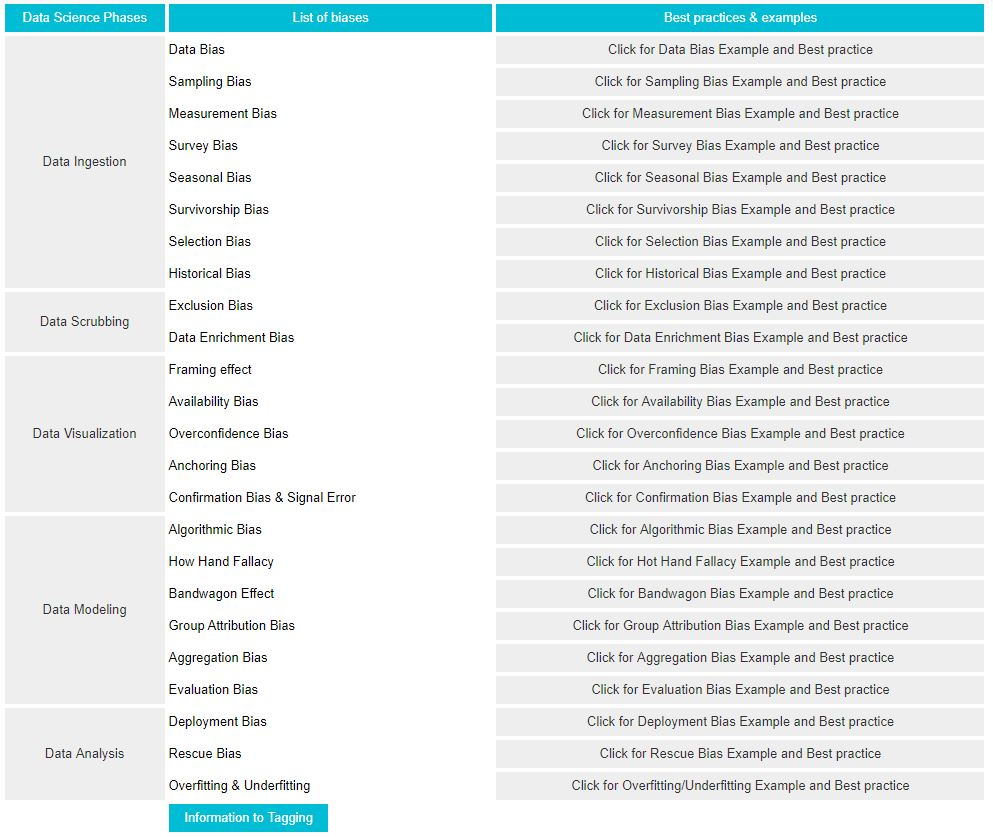 Data Science Phases List of biases Best practices & examples
Data Bias Click for Data Bias Example and Best practice
Sampling Bias Click for Sampling Bias Example and Best practice
Measurement Bias Click for Measurement Bias Example and Best practice
Survey Bias Click for Survey Bias Example and Best practice
Data Ingestion
Seasonal Bias Click for Seasonal Bias Example and Best practice
Survivorship Bias Click for Survivorship Bias Example and Best practice
Selection Bias Click for Selection Bias Example and Best practice
Historical Bias Click for Historical Bias Example and Best practice
Exclusion Bias Click for Exclusion Bias Example and Best practice
Data Scrubbing
Data Enrichment Bias Click for Data Enrichment Bias Example and Best practice
Framing effect Click for Framing Bias Example and Best practice
Availability Bias Click for Availability Bias Example and Best practice
Data Visualization Overconfidence Bias Click for Overconfidence Bias Example and Best practice
Anchoring Bias Click for Anchoring Bias Example and Best practice
Confirmation Bias & Signal Error Click for Confirmation Bias Example and Best practice
Algorithmic Bias Click for Algorithmic Bias Example and Best practice
How Hand Fallacy Click for Hot Hand Fallacy Example and Best practice
Bandwagon Effect Click for Bandwagon Bias Example and Best practice
Data Modeling
Group Attribution Bias Click for Group Attribution Bias Example and Best practice
Aggregation Bias Click for Aggregation Bias Example and Best practice
Evaluation Bias Click for Evaluation Bias Example and Best practice
Deployment Bias Click for Deployment Bias Example and Best practice
Data Analysis Rescue Bias Click for Rescue Bias Example and Best practice
Overfitting & Underfitting Click for Overfitting/Underfitting Example and Best practice
Information to Tagging